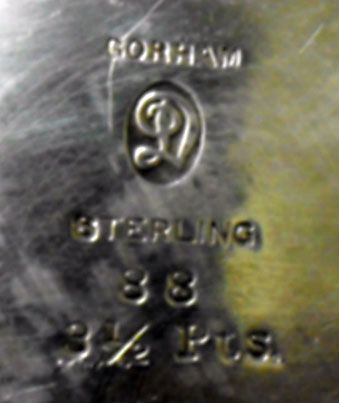 GORHAM
STERLING
88
3½ Pts.